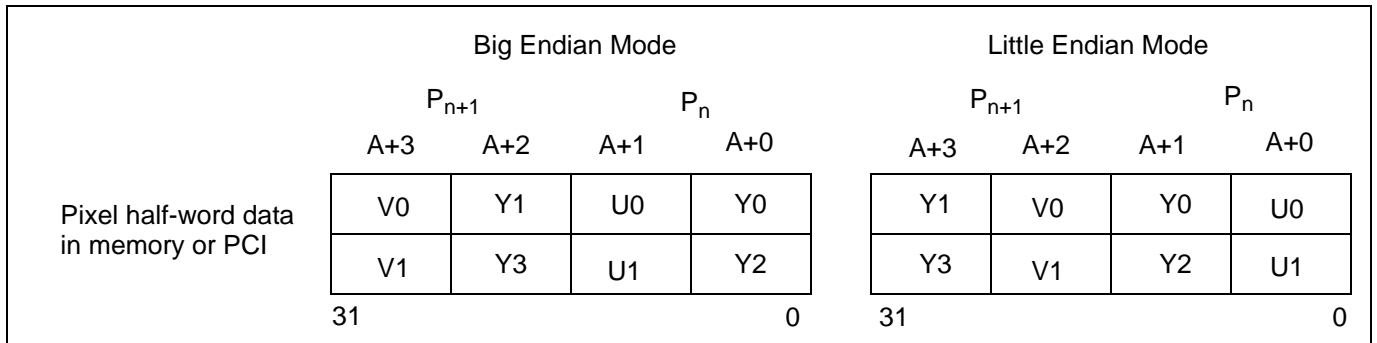 Big Endian Mode Little Endian Mode
Pn+1 Pn Pn+1 Pn
A+3 A+2 A+1 A+0 A+3 A+2 A+1 A+0
Pixel half-word data
in memory or PCI
V0 Y1 U0 Y0 Y1 V0 Y0 U0
V1 Y3 U1 Y2 Y3 V1 Y2 U1
31 0 31 0